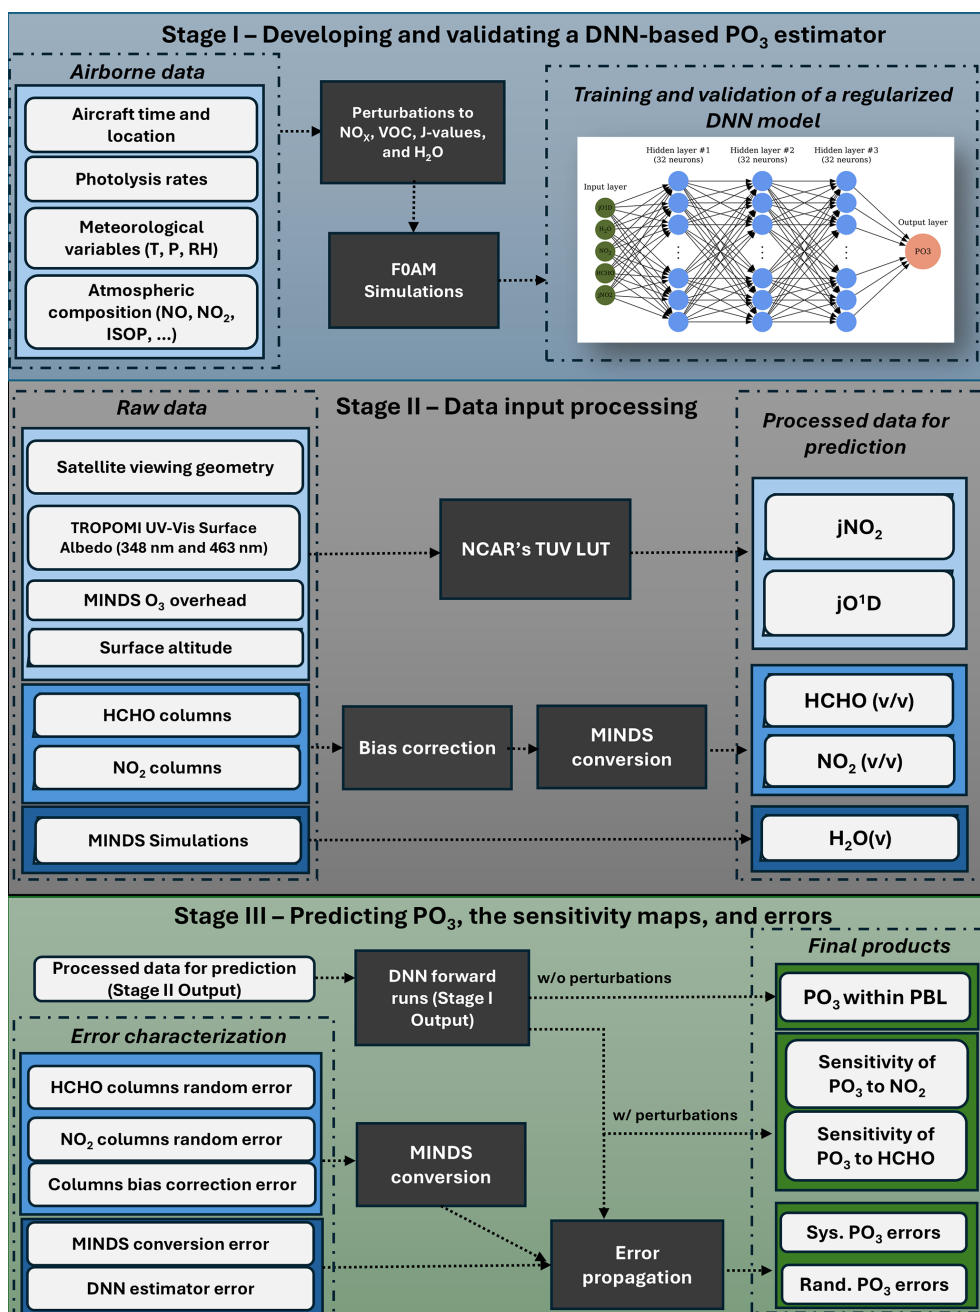 Stage I – Developing and validating a DNN-based PO₃ estimator
Airborne data
Aircraft time and
location
Photolysis rates
Meteorological
variables (T, P, RH)
Atmospheric
composition (NO, NO₂,
ISOP, ...)
Perturbations to
NOₓ, VOC, J-values,
and H₂O
F0AM
Simulations
Training and validation of a regularized
DNN model
Hidden layer #1
(32 neurons)
Hidden layer #2
(32 neurons)
Hidden layer #3
(32 neurons)
Input layer
jO1D
H₂O
NO₂
HCHO
jNO2
Output layer
PO3
Stage II – Data input processing
Raw data
Satellite viewing geometry
TROPOMI UV-Vis Surface
Albedo (348 nm and 463 nm)
MINDS O₃ overhead
Surface altitude
HCHO columns
NO₂ columns
MINDS Simulations
NCAR's TUV LUT
Bias correction
MINDS
conversion
Processed data for
prediction
jNO₂
jO¹D
HCHO (v/v)
NO₂ (v/v)
H₂O(v)
Stage III – Predicting PO₃, the sensitivity maps, and errors
Processed data for prediction
(Stage II Output)
DNN forward
runs (Stage I
Output)
w/o perturbations
w/ perturbations
Error characterization
HCHO columns random error
NO₂ columns random error
Columns bias correction error
MINDS conversion error
DNN estimator error
MINDS
conversion
Error
propagation
Final products
PO₃ within PBL
Sensitivity of
PO₃ to NO₂
Sensitivity of
PO₃ to HCHO
Sys. PO₃ errors
Rand. PO₃ errors